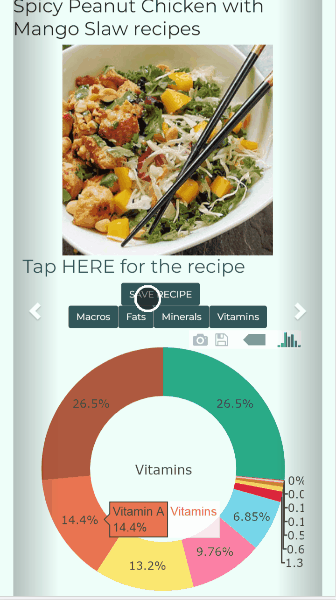 Spicy Peanut Chicken with
Mango Slaw recipes
Tap HERE for the recipe
SAVE RECIPE
Macros Fats Minerals Vitamins
26.5% 26.5%
Vitamins
0%
0.0
0.1
0.1
0.5
0.6
1.3
6.85%
Vitamin A Vitamins
14.4%
14.4%
9.76%
13.2%